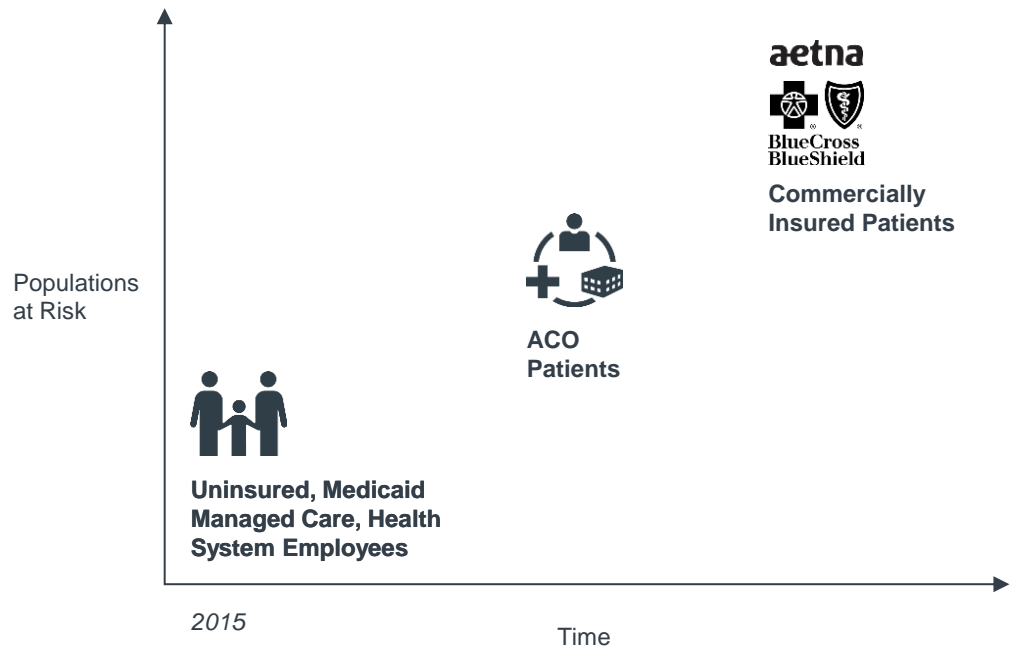 aetna
BlueCross
BlueShield
Commercially
Insured Patients
Populations
at Risk
ACO
Patients
Uninsured, Medicaid
Managed Care, Health
System Employees
2015
Time